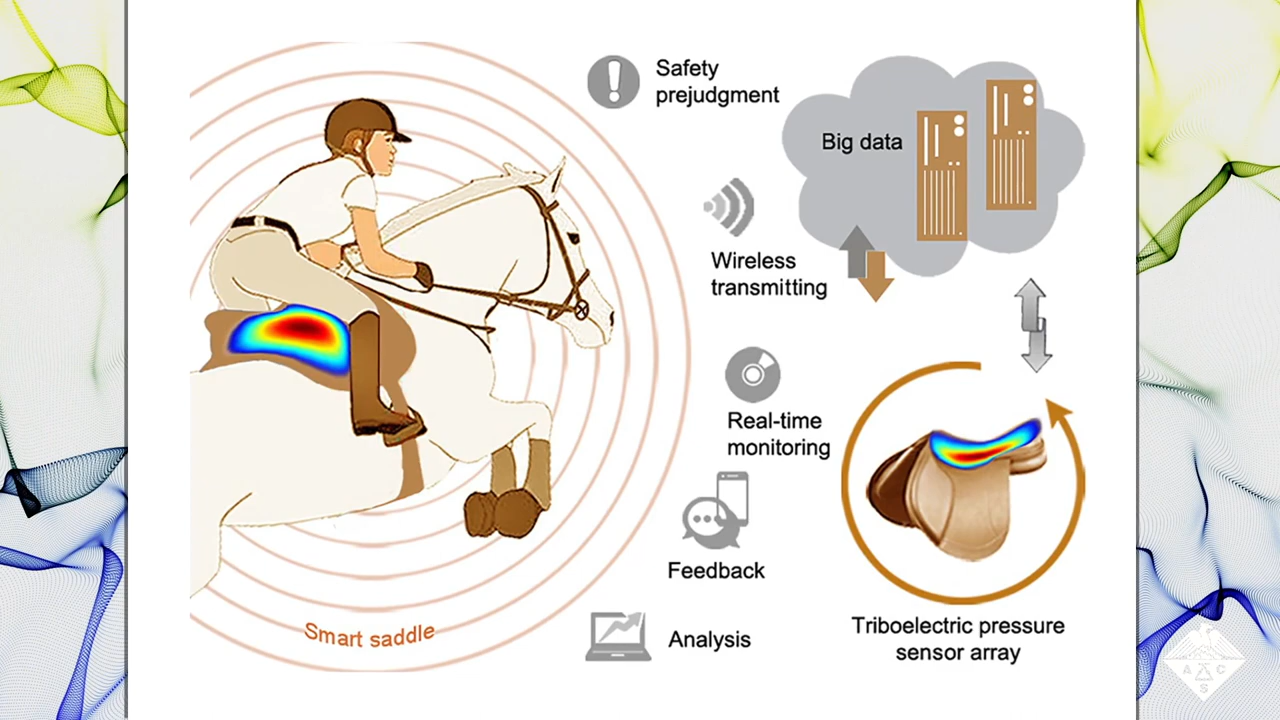 Safety
prejudgment
Big data
Wireless
transmitting
Real-time
monitoring
Feedback
Smart saddle
Analysis
Triboelectric pressure
sensor array
A C
S